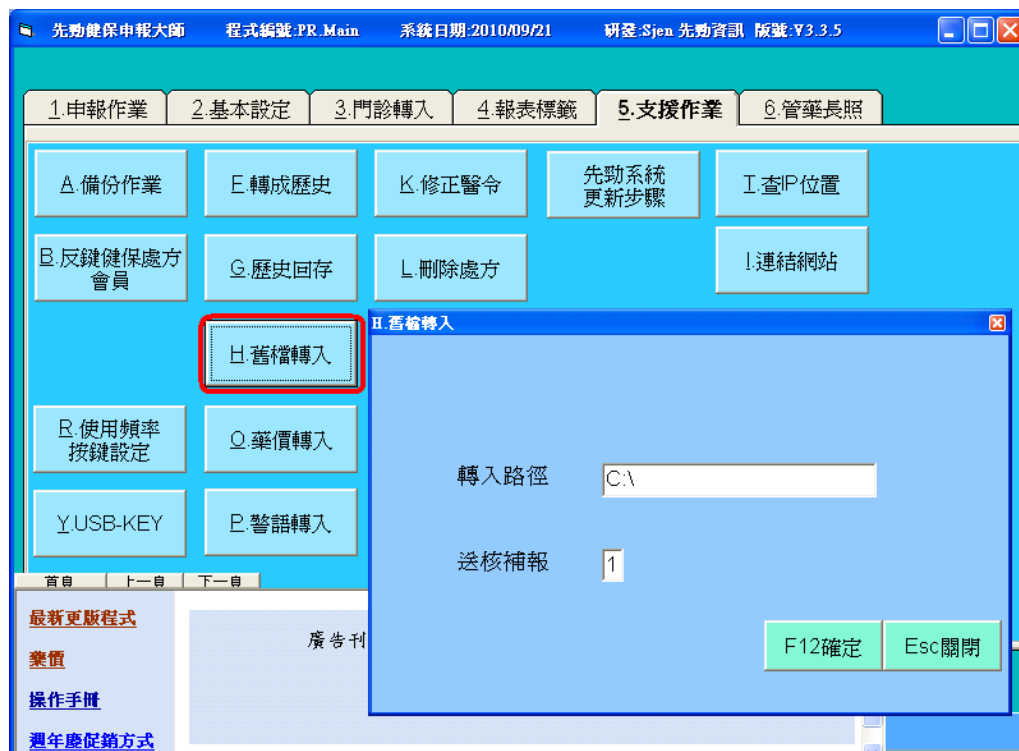 先勁健保申報大師 程式編號:PR.Main 系統日期:2010/09/21 研發:Sjen 先勁資訊 版號:V3.3.5
1.申報作業 2.基本設定 3.門診轉入 4.報表標籤 5.支援作業 6.管藥長照
A.備份作業 E.轉成歷史 K.修正醫令 先勁系統 T.查IP位置
更新步驟
B.反鍵健保處方 G.歷史回存 L.刪除處方 I.連結網站
會員
H.舊檔轉入
H.舊檔轉入
R.使用頻率 Q.藥價轉入
按鍵設定
轉入路徑 C:\
Y.USB-KEY P.警語轉入
送核補報 1
首頁 上一頁 下一頁
最新更版程式
廣告刊
F12確定 Esc關閉
藥價
操作手冊
週年慶促銷方式